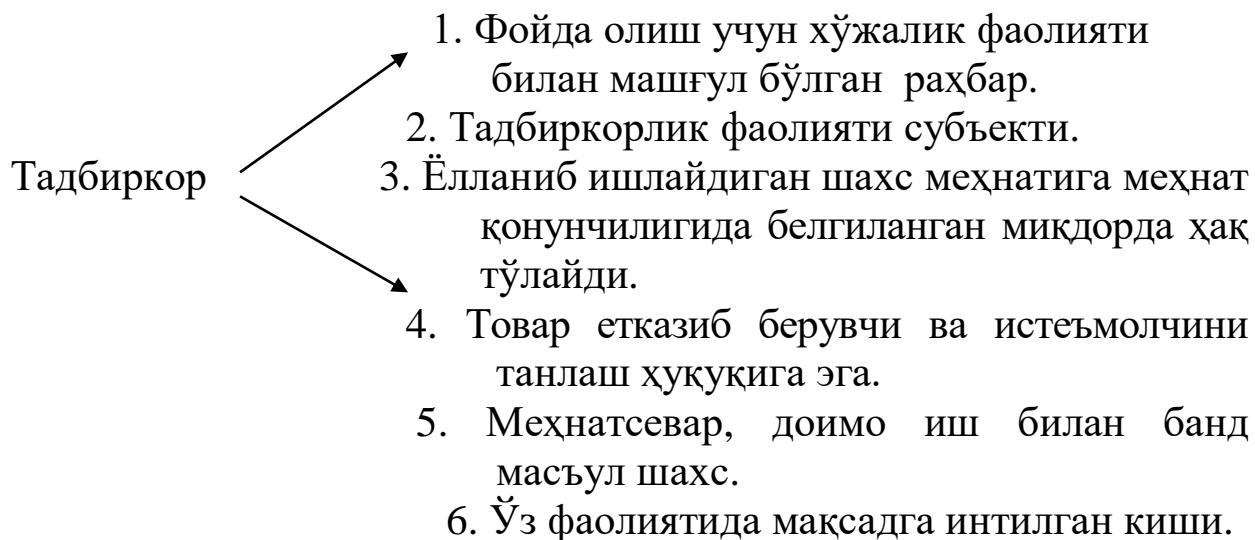 1. Фойда олиш учун хўжалик фаолияти
билан машғул бўлган раҳбар.
2. Тадбиркорлик фаолияти субъекти.
Тадбиркор
3. Ёлланиб ишлайдиган шахс меҳнатига меҳнат
қонунчилигида белгиланган миқдорда ҳақ
тўлайди.
4. Товар етказиб берувчи ва истеъмолчини
танлаш ҳуқуқига эга.
5. Меҳнатсевар, доимо иш билан банд
масъул шахс.
6. Ўз фаолиятида мақсадга интилган киши.